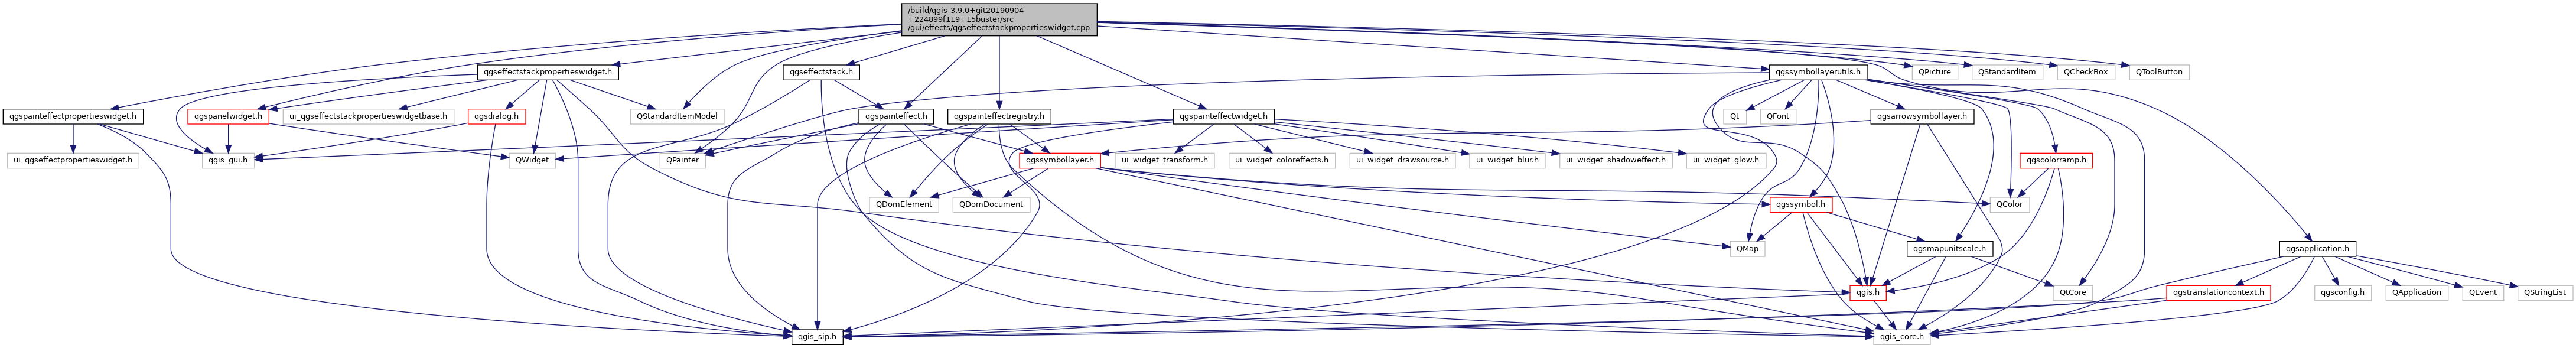 /build/qgis-3.9.0+git20190904
+224899f119+15buster/src
/gui/effects/qgseffectstackpropertieswidget.cpp
qgseffectstackpropertieswidget.h
qgseffectstack.h
qgssymbollayerutils.h
QPicture
QStandardItem
QCheckBox
QToolButton
qgspainteffectpropertieswidget.h
qgspanelwidget.h
ui_qgseffectstackpropertieswidgetbase.h
qgsdialog.h
QStandardItemModel
qgspainteffect.h
qgspainteffectregistry.h
qgspainteffectwidget.h
Qt
QFont
qgsarrowsymbollayer.h
ui_qgseffectpropertieswidget.h
qgis_gui.h
QWidget
QPainter
qgssymbollayer.h
ui_widget_transform.h
ui_widget_coloreffects.h
ui_widget_drawsource.h
ui_widget_blur.h
ui_widget_shadoweffect.h
ui_widget_glow.h
qgscolorramp.h
QDomElement
QDomDocument
qgssymbol.h
QColor
QMap
qgsmapunitscale.h
qgsapplication.h
qgis.h
QtCore
qgstranslationcontext.h
qgsconfig.h
QApplication
QEvent
QStringList
qgis_sip.h
qgis_core.h